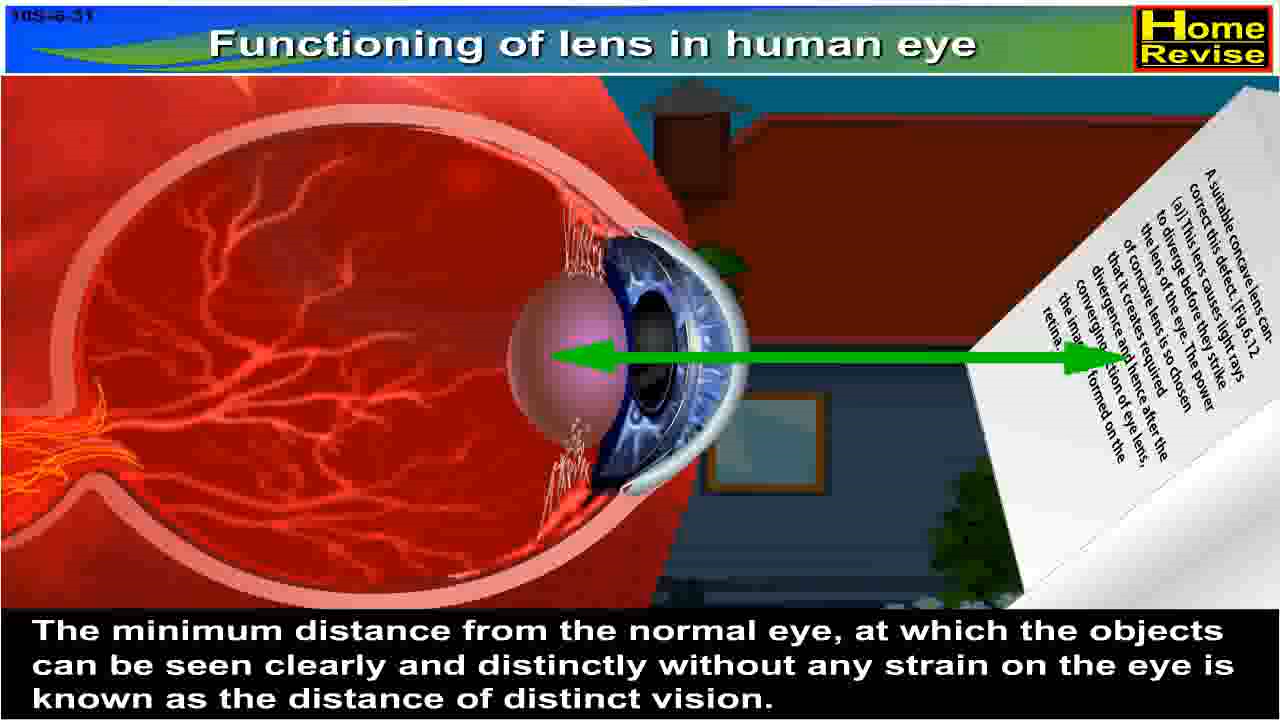 10S-6-51
Functioning of lens in human eye
Home
Revise
A suitable concave lens can-
correct this defect. [Fig.6.12
(a)] This lens causes light rays
to diverge before they strike
the lens of the eye. The power
of concave lens is so chosen
that it creates required
divergence and hence after the
converging of eye lens,
the formed on the
retina.
The minimum distance from the normal eye, at which the objects
can be seen clearly and distinctly without any strain on the eye is
known as the distance of distinct vision.